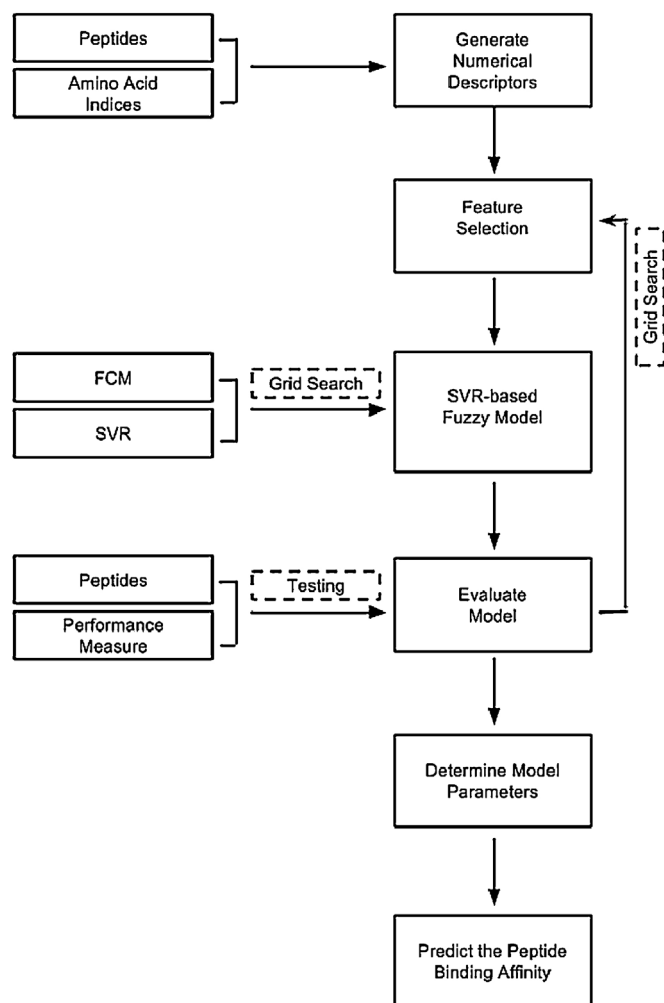 Peptides
Amino Acid
Indices
Generate
Numerical
Descriptors
Feature
Selection
Grid Search
FCM
SVR
Grid Search
SVR-based
Fuzzy Model
Peptides
Performance
Measure
Testing
Evaluate
Model
Determine Model
Parameters
Predict the Peptide
Binding Affinity